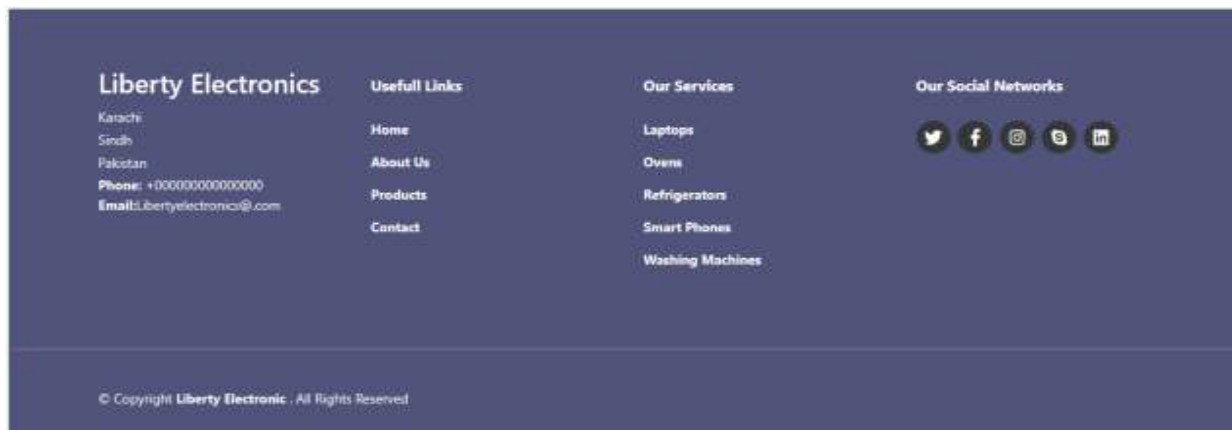 Liberty Electronics
Karachi
Sindh
Pakistan
Phone: +000000000000000
Email:Libertyelectronics@.com
Usefull Links
Home
About Us
Products
Contact
Our Services
Laptops
Ovens
Refrigerators
Smart Phones
Washing Machines
Our Social Networks
© Copyright Liberty Electronic . All Rights Reserved